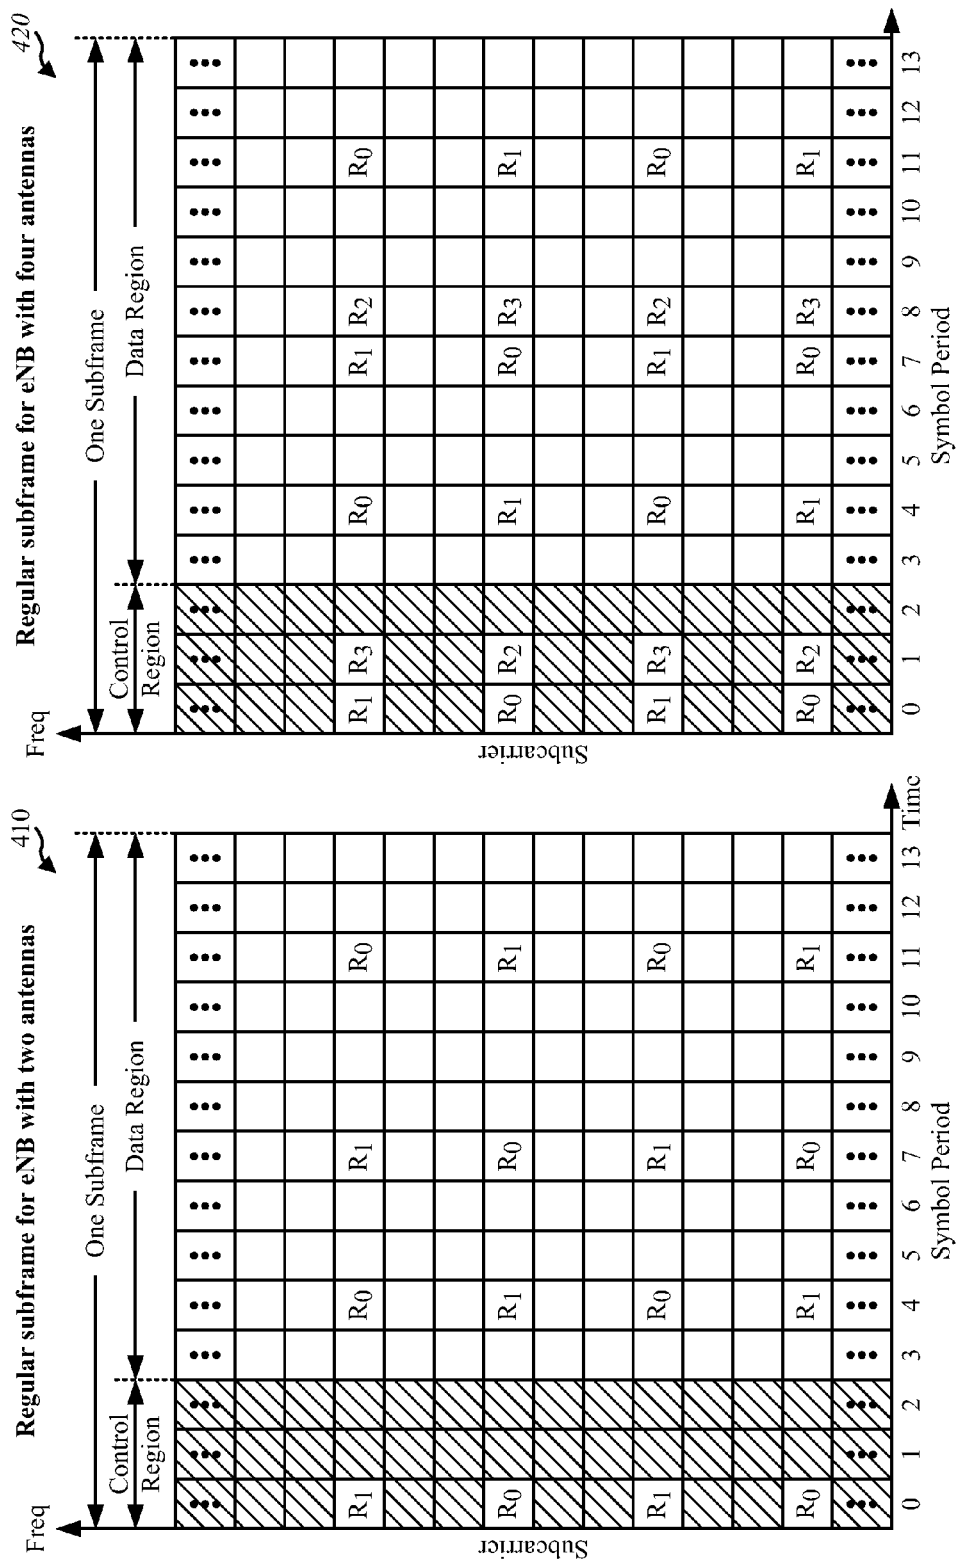 Regular subframe for eNB with two antennas
410
One Subframe
Control Region
Data Region
Freq
Subcarrier
R1 R0 R1 R0
R0 R1 R0 R1
R1 R0 R1 R0
R0 R1 R0 R1
0 1 2 3 4 5 6 7 8 9 10 11 12 13
Time
Symbol Period
Regular subframe for eNB with four antennas
420
One Subframe
Control Region
Data Region
Freq
Subcarrier
R1 R0 R1 R0
R3 R2 R3 R2
R0 R1 R0 R1
R1 R0 R1 R0
R2 R3 R2 R3
R0 R1 R0 R1
0 1 2 3 4 5 6 7 8 9 10 11 12 13
Symbol Period